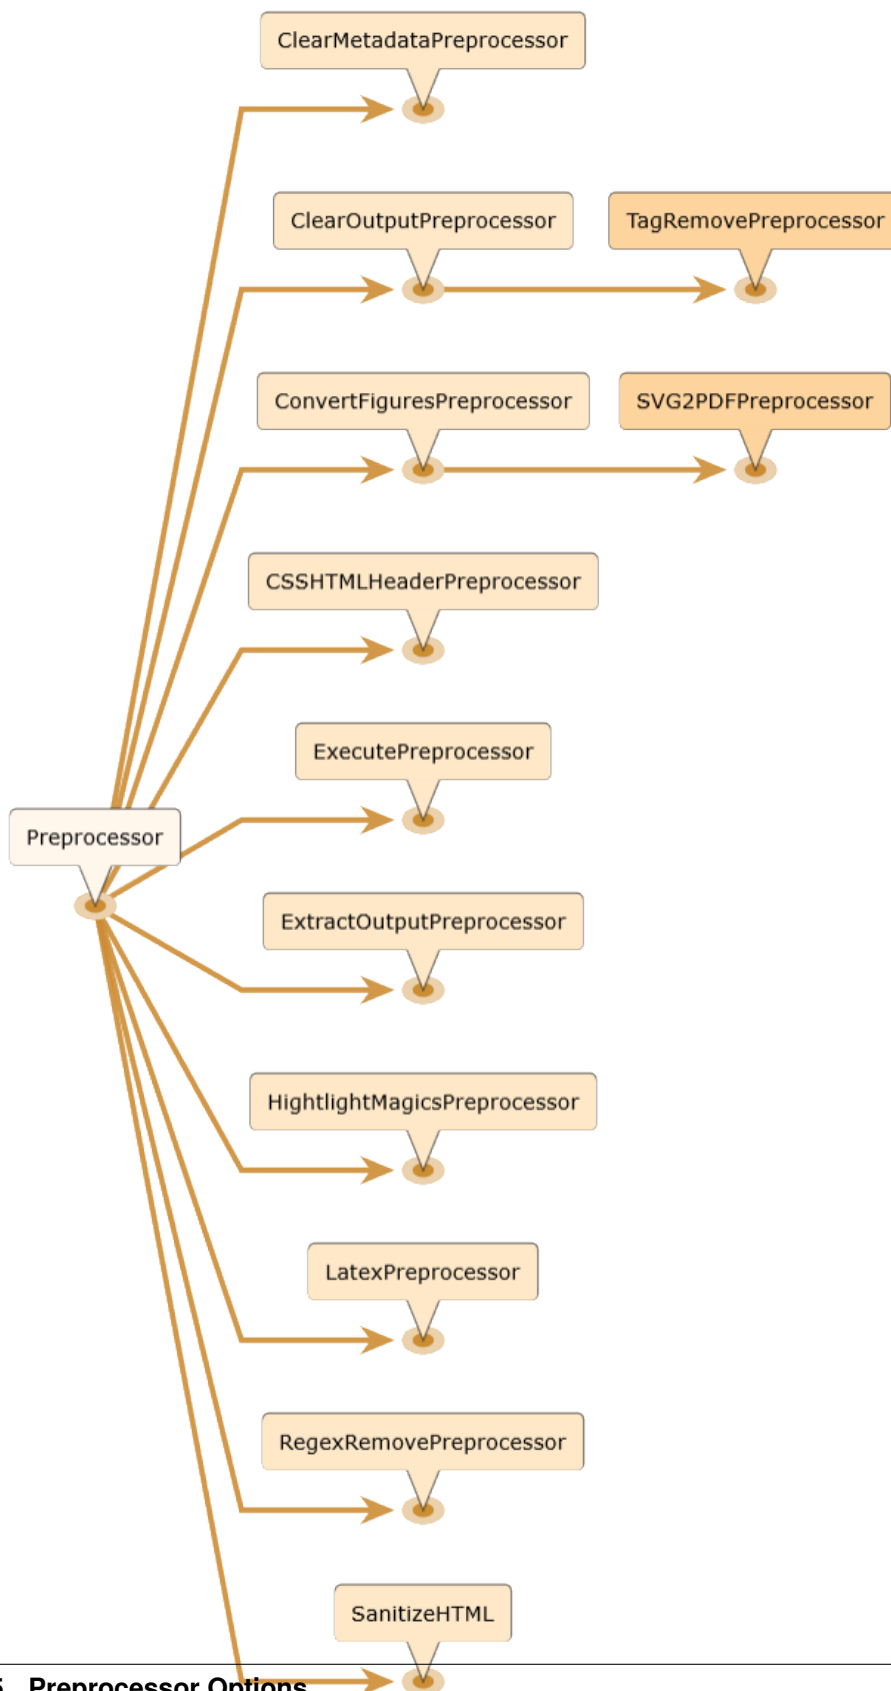 ClearMetadataPreprocessor
ClearOutputPreprocessor
TagRemovePreprocessor
ConvertFiguresPreprocessor
SVG2PDFPreprocessor
CSSHTMLHeaderPreprocessor
ExecutePreprocessor
Preprocessor
ExtractOutputPreprocessor
HightlightMagicsPreprocessor
LatexPreprocessor
RegexRemovePreprocessor
SanitizeHTML
Preprocessor Options